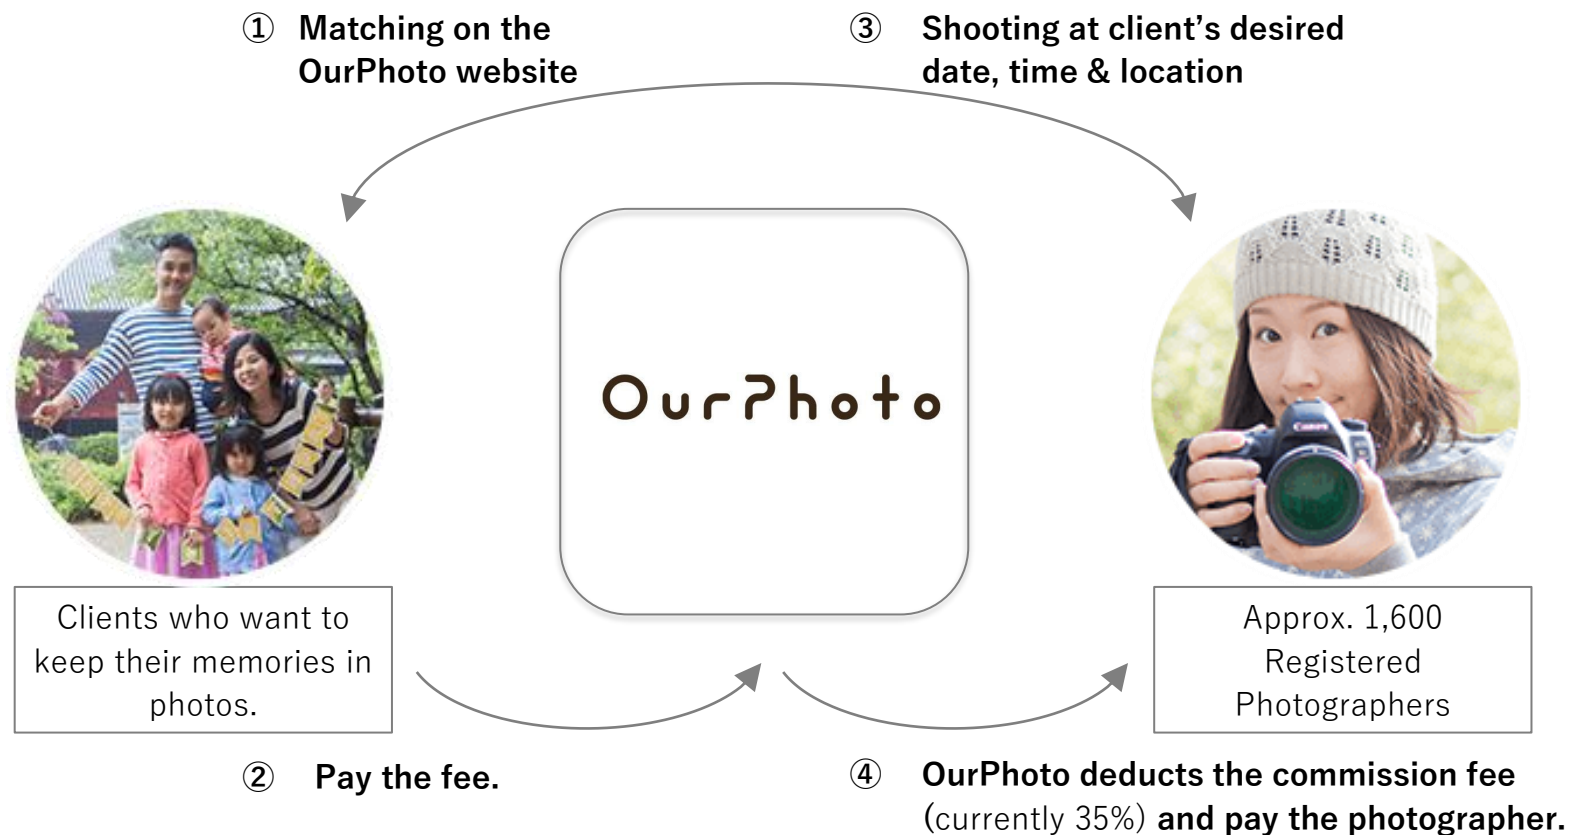 ① Matching on the
OurPhoto website
③ Shooting at client’s desired
date, time & location
OurPhoto
Canon
Clients who want to
keep their memories in
photos.
Approx. 1,600
Registered
Photographers
② Pay the fee.
④ OurPhoto deducts the commission fee
(currently 35%) and pay the photographer.